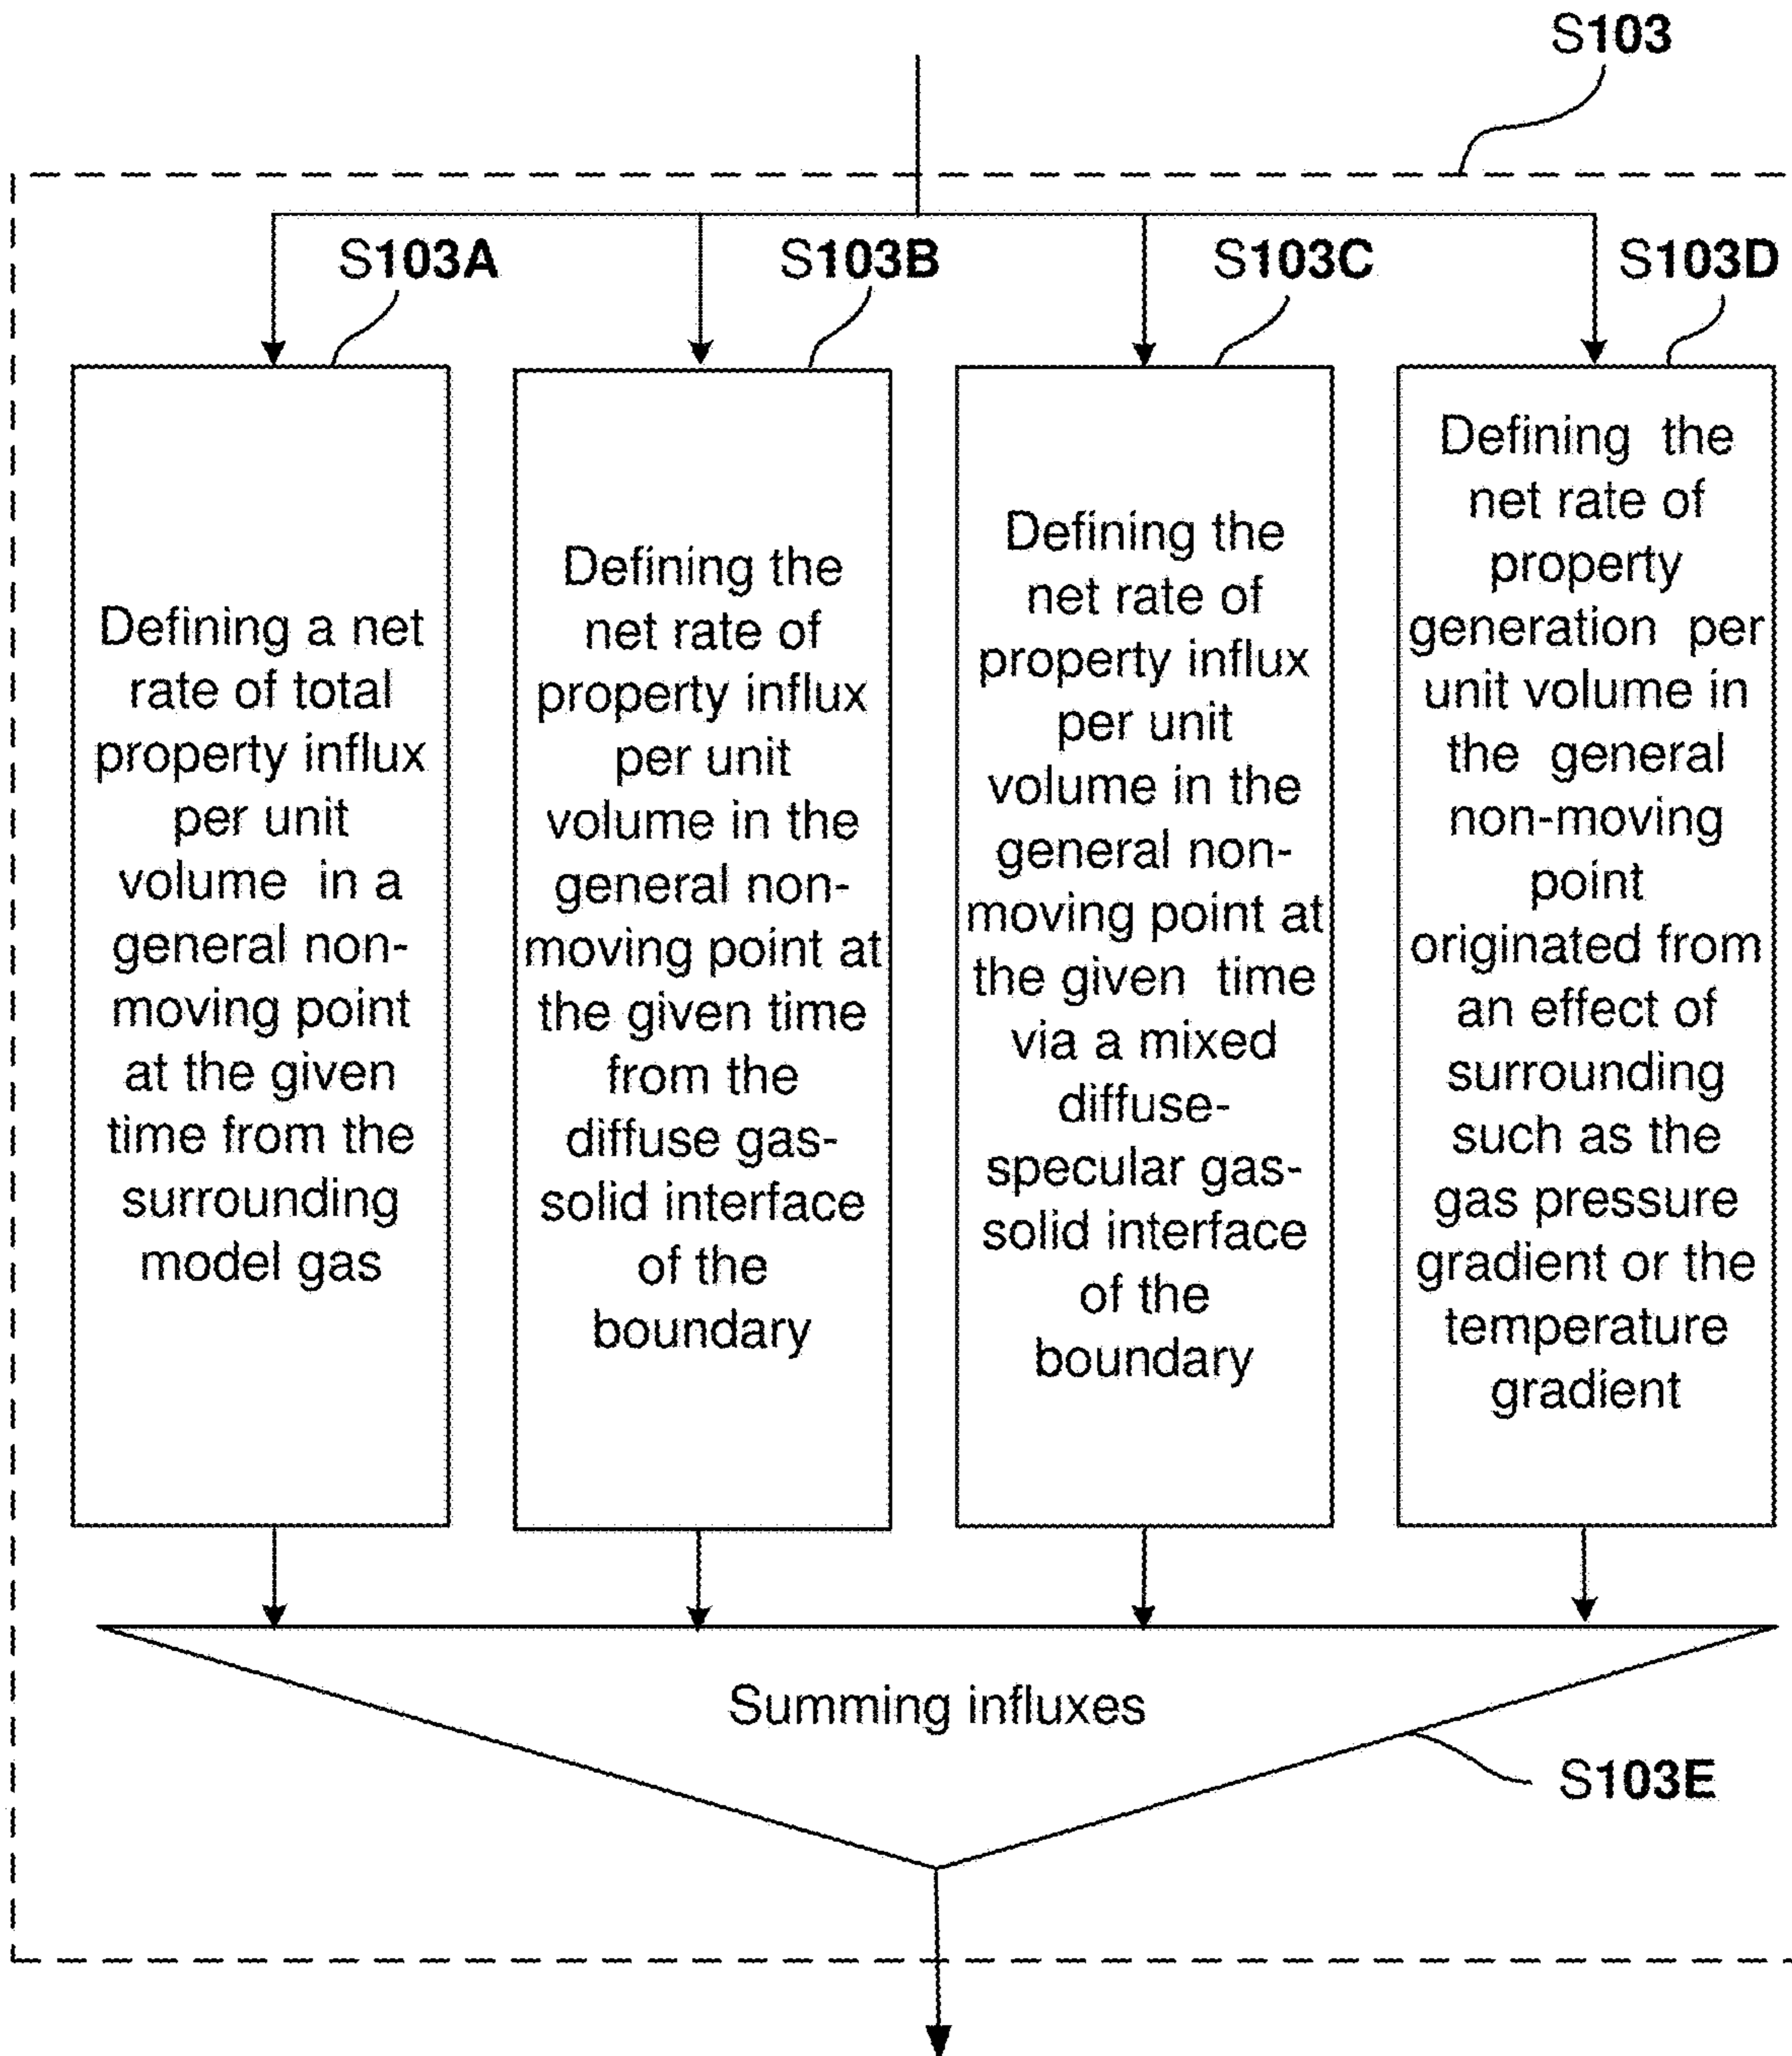 S103
S103A
S103B
S103C
S103D
Defining a net
rate of total
property influx
per unit
volume in a
general non-
moving point
at the given
time from the
surrounding
model gas
Defining the
net rate of
property influx
per unit
volume in the
general non-
moving point at
the given time
from the
diffuse gas-
solid interface
of the
boundary
Defining the
net rate of
property influx
per unit
volume in the
general non-
moving point at
the given time
via a mixed
diffuse-
specular gas-
solid interface
of the
boundary
Defining the
net rate of
property
generation per
unit volume in
the general
non-moving
point
originated from
an effect of
surrounding
such as the
gas pressure
gradient or the
temperature
gradient
Summing influxes
S103E